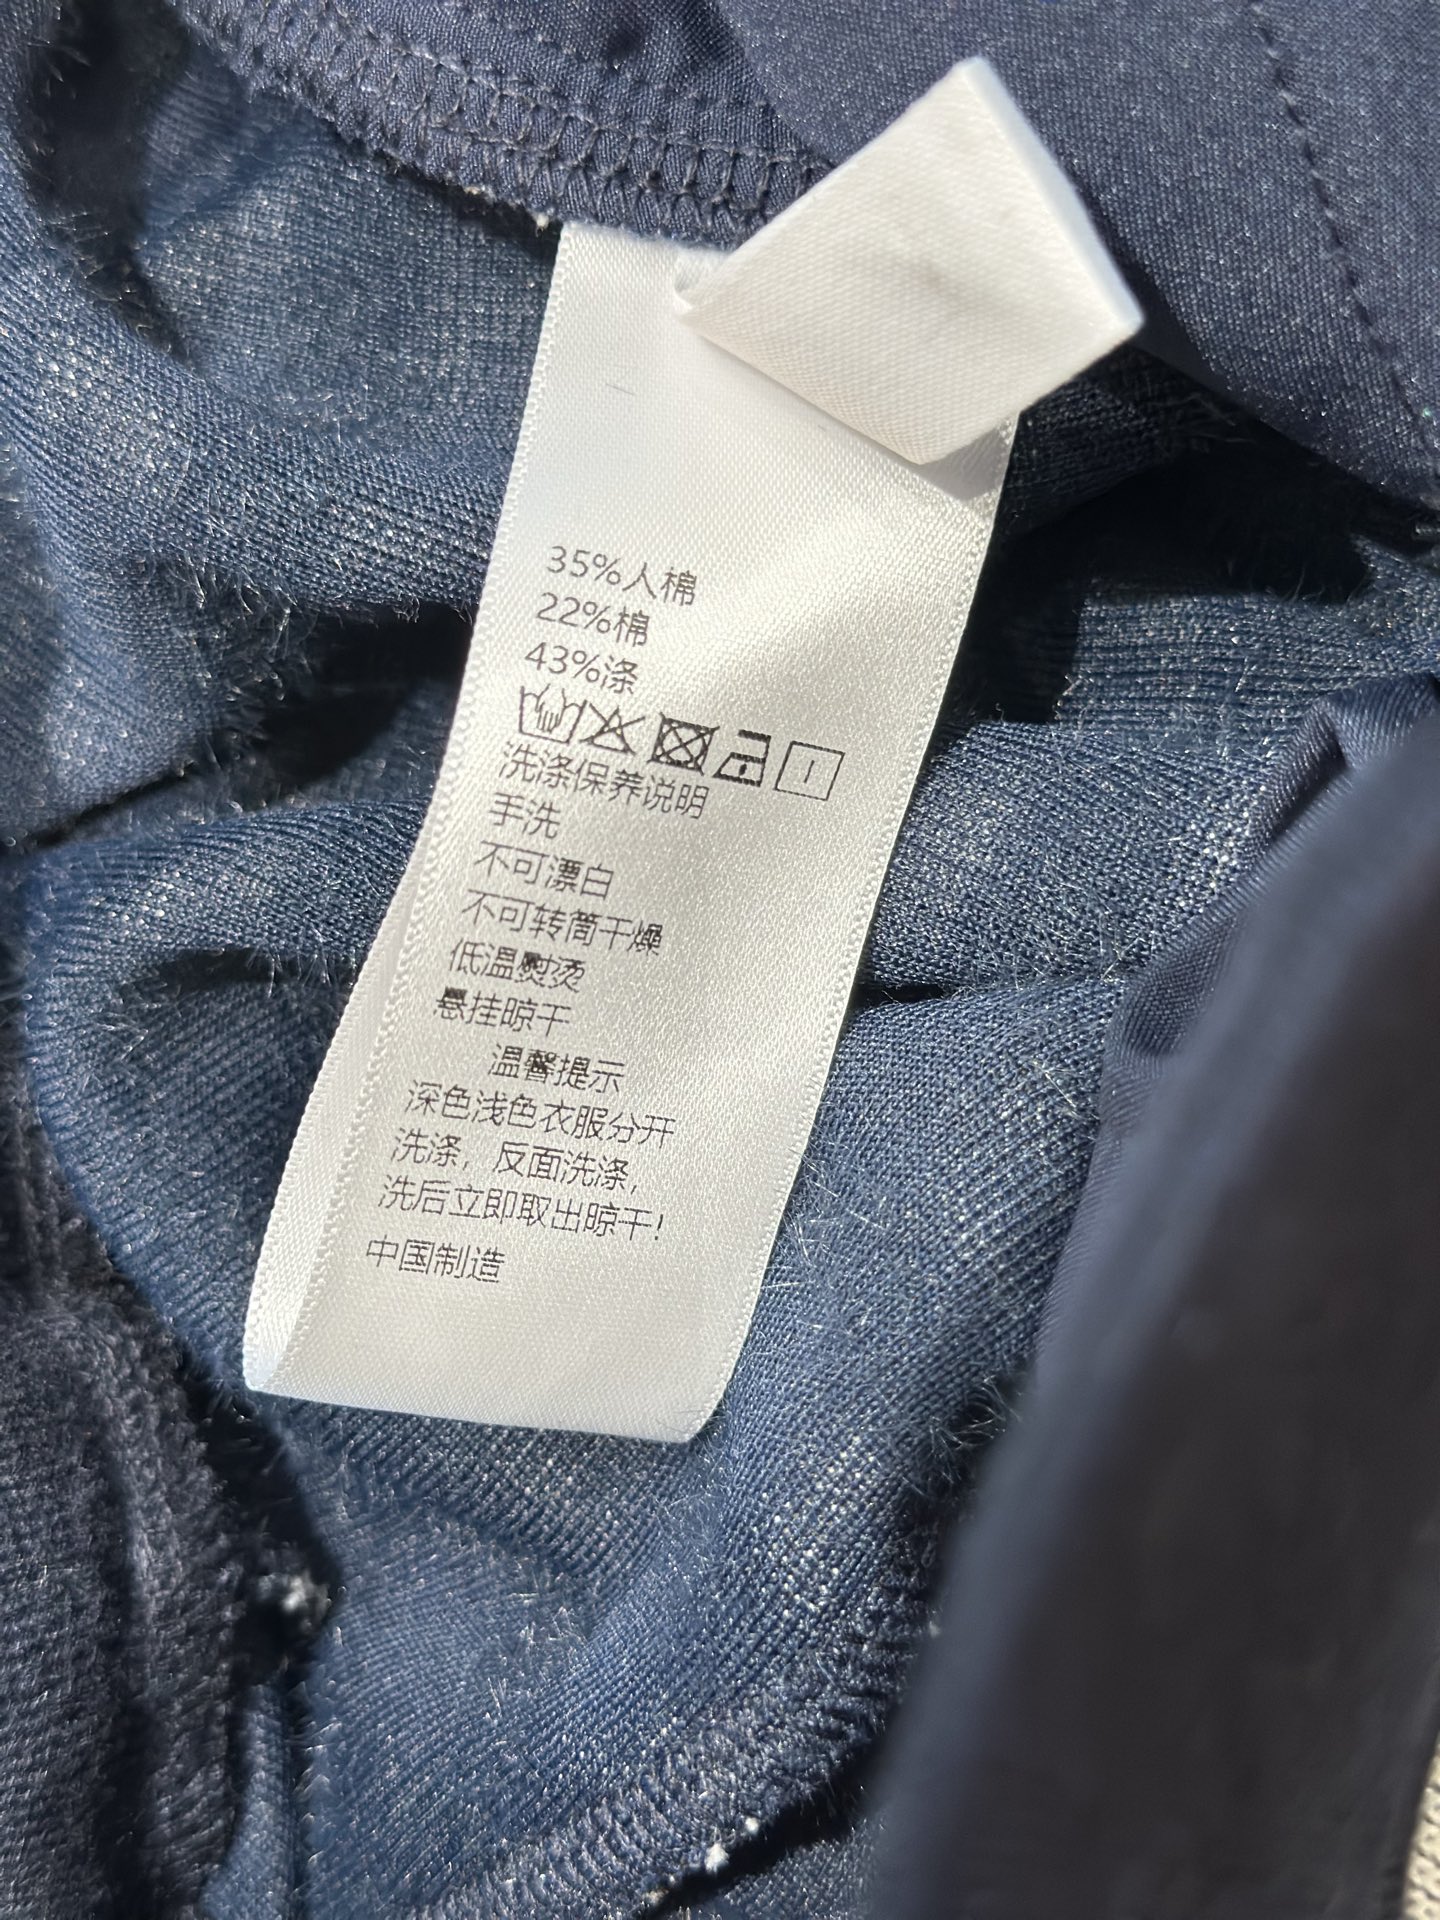 35%人棉
22%棉
43%涤
洗涤保养说明
手洗
不可漂白
不可转筒干燥
低温熨烫
悬挂晾干
温馨提示
深色浅色衣服分开
洗涤，反面洗涤，
洗后立即取出晾干！
中国制造